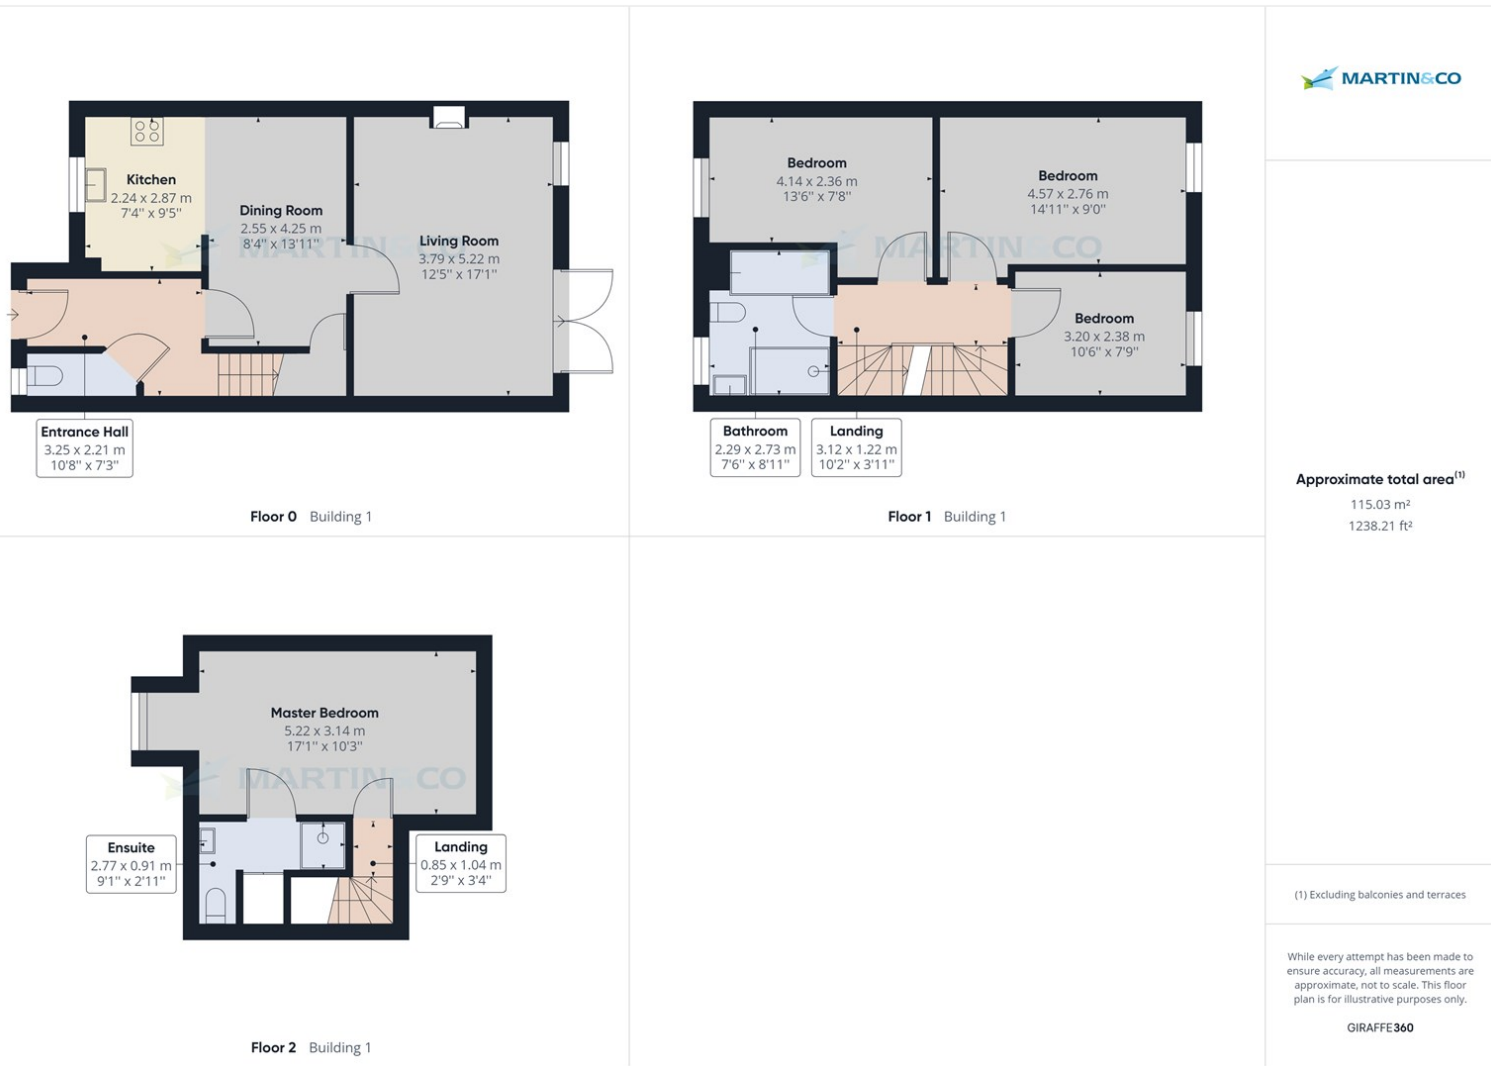 MARTIN&CO
Kitchen
2.24 x 2.87 m
7'4" x 9'5"
Dining Room
2.55 x 4.25 m
8'4" x 13'11"
Living Room
3.79 x 5.22 m
12'5" x 17'1"
MARTIN&CO
Entrance Hall
3.25 x 2.21 m
10'8" x 7'3"
Floor 0 Building 1
Bedroom
4.14 x 2.36 m
13'6" x 7'8"
Bedroom
4.57 x 2.76 m
14'11" x 9'0"
MARTIN&CO
Bedroom
3.20 x 2.38 m
10'6" x 7'9"
Bathroom
2.29 x 2.73 m
7'6" x 8'11"
Landing
3.12 x 1.22 m
10'2" x 3'11"
Floor 1 Building 1
Master Bedroom
5.22 x 3.14 m
17'1" x 10'3"
MARTIN&CO
Ensuite
2.77 x 0.91 m
9'1" x 2'11"
Landing
0.85 x 1.04 m
2'9" x 3'4"
Floor 2 Building 1
Approximate total area(1)
115.03 m²
1238.21 ft²
(1) Excluding balconies and terraces
While every attempt has been made to
ensure accuracy, all measurements are
approximate, not to scale. This floor
plan is for illustrative purposes only.
GIRAFFE360